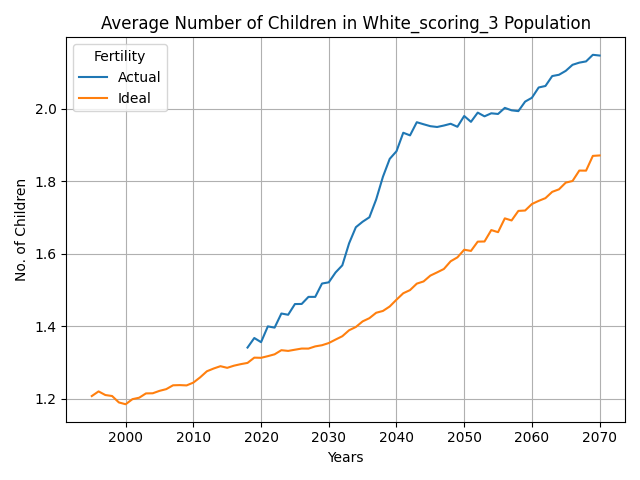 Average Number of Children in White_scoring_3 Population
Fertility
Actual
Ideal
No. of Children
2.0
1.8
1.6
1.4
1.2
2000
2010
2020
2030
2040
2050
2060
2070
Years